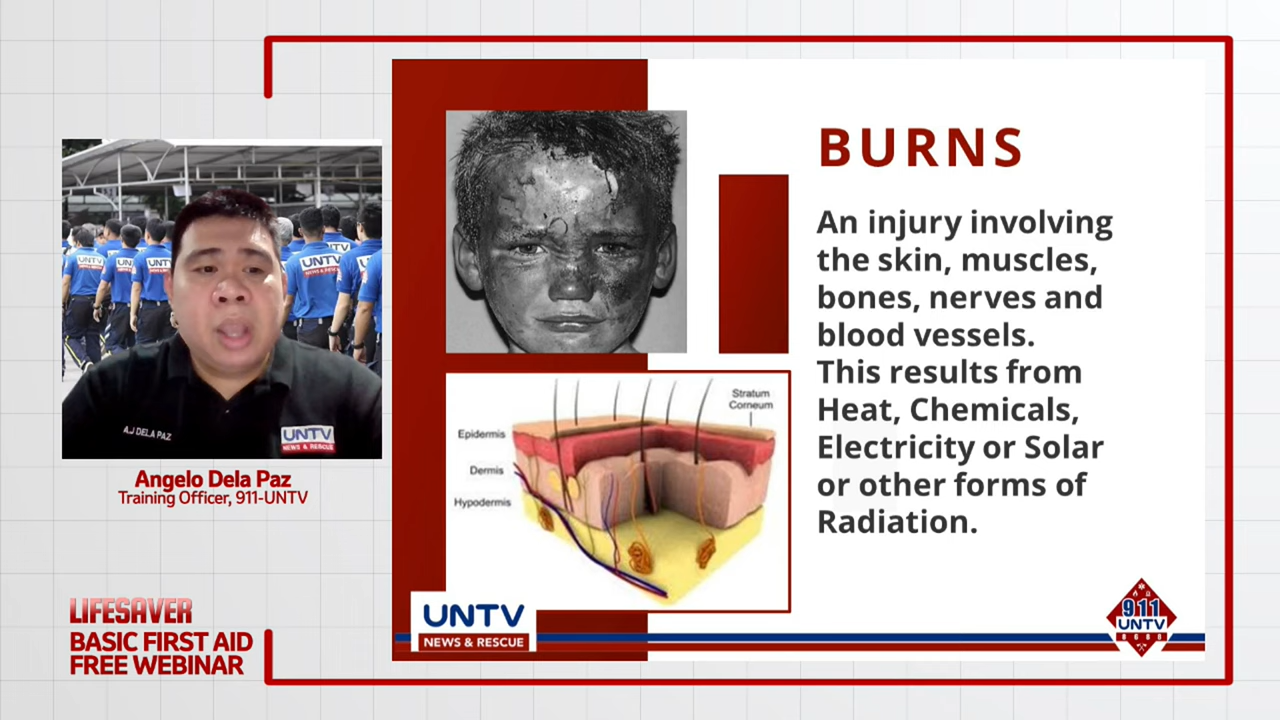 BURNS
An injury involving
the skin, muscles,
bones, nerves and
blood vessels.
This results from
Heat, Chemicals,
Electricity or Solar
or other forms of
Radiation.
Stratum
Corneum
Epidermis
Dermis
Hypodermis
UNTV
NEWS & RESCUE
911
UNTV
UNTV
UNTV
A.J DELA PAZ
UNTV
NEWS & RESCUE
Angelo Dela Paz
Training Officer, 911-UNTV
LIFESAVER
BASIC FIRST AID
FREE WEBINAR